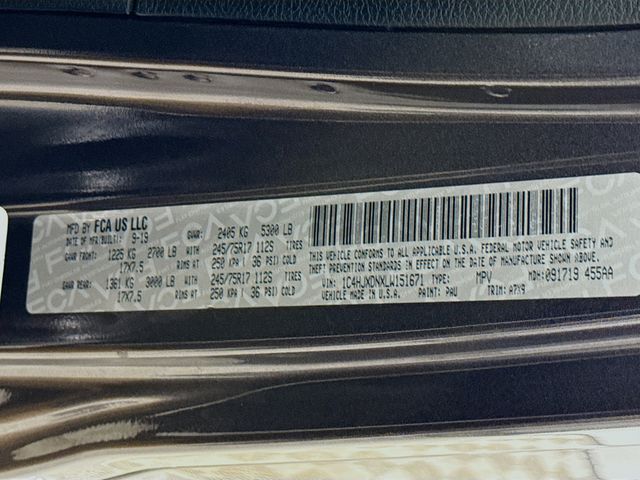 MFD BY FCA US LLC
DATE OF MFR/BUILT: 9-19 GVWR: 2405 KG 5300 LB
GAWR FRONT: 1225 KG 2700 LB WITH 245/75R17 112S TIRES
17X7.5 RIMS AT 250 KPA ( 36 PSI) COLD
GAWR REAR: 1361 KG 3000 LB WITH 245/75R17 112S TIRES
17X7.5 RIMS AT 250 KPA ( 36 PSI) COLD
THIS VEHICLE CONFORMS TO ALL APPLICABLE U.S.A. FEDERAL MOTOR VEHICLE SAFETY,
BUMPER, AND THEFT PREVENTION STANDARDS IN EFFECT ON THE DATE OF MANUFACTURE SHOWN ABOVE
VIN: 1C4HJXDNXLW151671 TYPE: MPV MDH: 091719 455AA
VEHICLE MADE IN U.S.A. PAINT: PAU TRIM: A7Y9